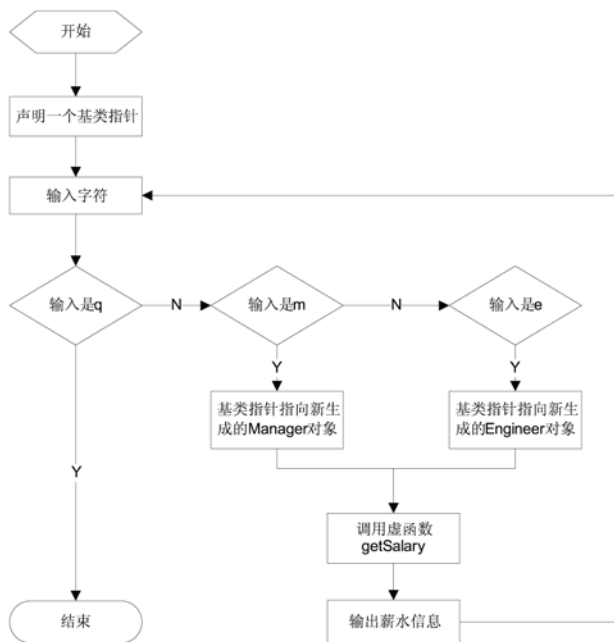 开始
声明一个基类指针
输入字符
输入是q
N
输入是m
N
输入是e
Y
Y
基类指针指向新生
成的Manager对象
基类指针指向新生
成的Engineer对象
Y
调用虚函数
getSalary
结束
输出薪水信息